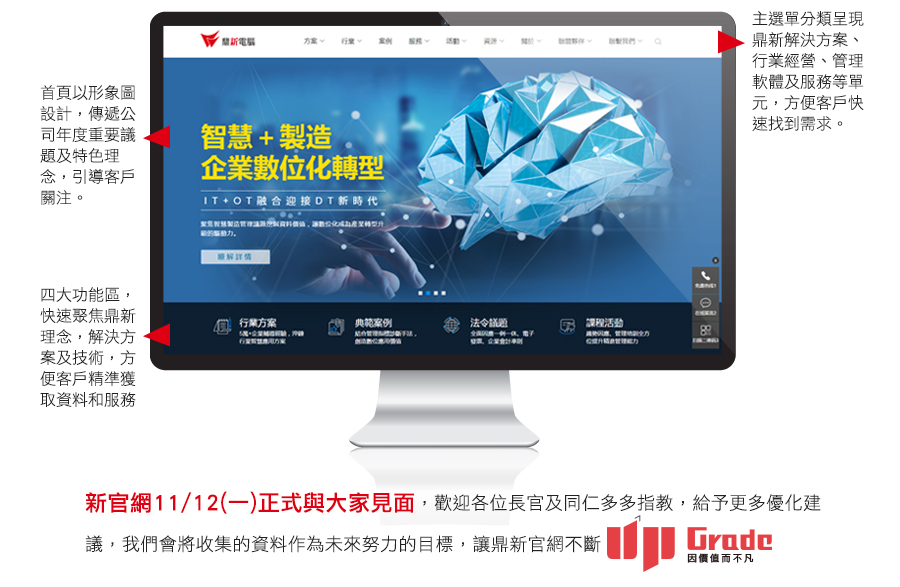 主選單分類呈現
鼎新解決方案、
行業經營、管理
軟體及服務等單
元，方便客戶快
速找到需求。
首頁以形象圖
設計，傳遞公
司年度重要議
題及特色理
念，引導客戶
關注。
鼎新電腦
方案 行業 案例 服務 活動 資源 關於 聯盟夥伴 聯繫我們
智慧+製造
企業數位化轉型
IT+OT融合迎接DT新時代
瞭解詳情
四大功能區，
快速聚焦鼎新
理念，解決方
案及技術，方
便客戶精準獲
取資料和服務
行業方案
典範案例
法令議題
課程活動
新官網11/12(一)正式與大家見面，歡迎各位長官及同仁多多指教，給予更多優化建
議，我們會將收集的資料作為未來努力的目標，讓鼎新官網不斷 UP Grade
因價值而不凡